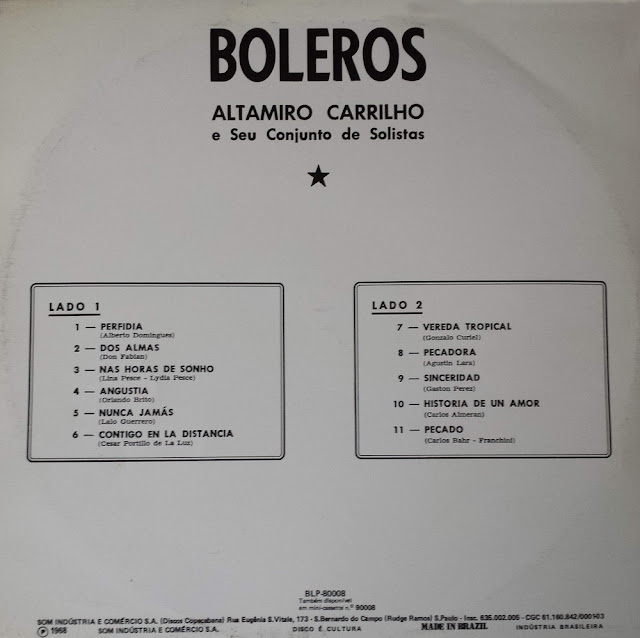 BOLEROS
ALTAMIRO CARRILHO
e Seu Conjunto de Solistas
LADO 1
1 — PERFIDIA
(Alberto Domingues)
2 — DOS ALMAS
(Don Fabian)
3 — NAS HORAS DE SONHO
(Lina Pesce - Lydia Pesce)
4 — ANGUSTIA
(Orlando Brito)
5 — NUNCA JAMÁS
(Lalo Guerrero)
6 — CONTIGO EN LA DISTANCIA
(Cesar Portillo de La Luz)
LADO 2
7 — VEREDA TROPICAL
(Gonzalo Curiel)
8 — PECADORA
(Agustin Lara)
9 — SINCERIDAD
(Gaston Perez)
10 — HISTORIA DE UN AMOR
(Carlos Almeran)
11 — PECADO
(Carlos Bahr - Franchini)
BLP-80008
Também disponível
em mini-cassette n.º 90008
SOM INDÚSTRIA E COMÉRCIO S.A. (Discos Copacabana) Rua Eugênia S. Vitale, 173 - S. Bernardo do Campo (Rudge Ramos) S. Paulo - Insc. 635.002.005 - CGC 61.160.842/0001-03
Ⓟ 1968 SOM INDÚSTRIA E COMÉRCIO S.A. DISCO É CULTURA MADE IN BRAZIL INDÚSTRIA BRASILEIRA